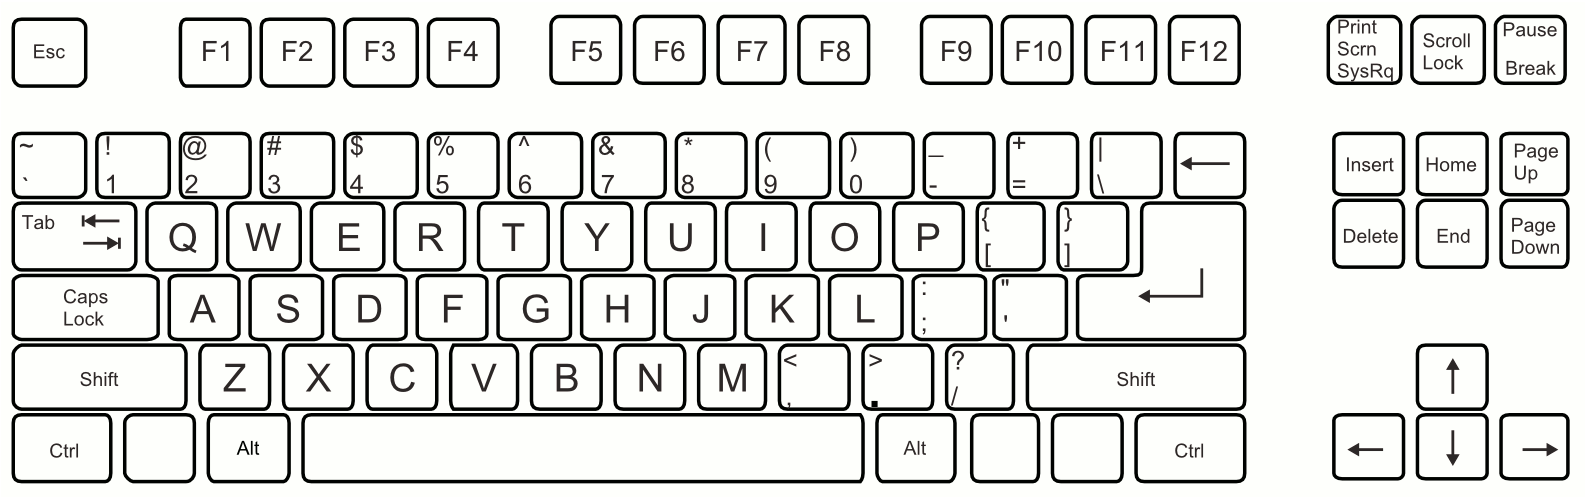 Esc F1 F2 F3 F4 F5 F6 F7 F8 F9 F10 F11 F12
Print
Scrn
SysRq
Scroll
Lock
Pause
Break
~ ! @ # $ % ^ & * ( ) _ + |
` 1 2 3 4 5 6 7 8 9 0 - = \ ←
Insert Home
Page
Up
Tab
Q W E R T Y U I O P
{ }
[ ]
Delete End
Page
Down
Caps
Lock
A S D F G H J K L
: "
; '
Shift Z X C V B N M
< > ?
, . /
Shift
↑
Ctrl Alt Alt Ctrl
← ↓ →